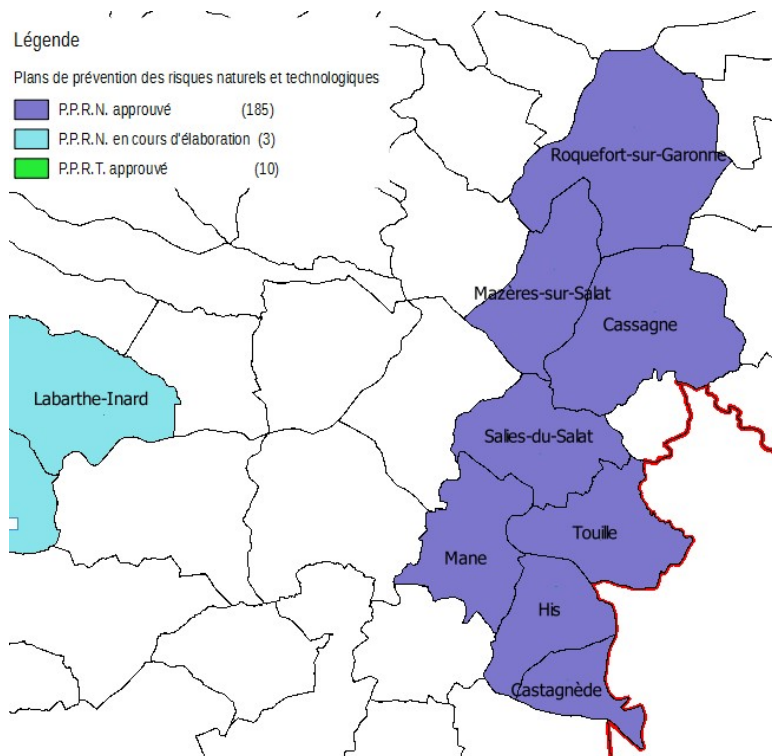 Légende
Plans de prévention des risques naturels et technologiques
P.P.R.N. approuvé (185)
P.P.R.N. en cours d'élaboration (3)
P.P.R.T. approuvé (10)
Roquefort-sur-Garonne
Mazères-sur-Salat
Cassagne
Labarthe-Inard
Salies-du-Salat
Touille
Mane
His
Castagnède